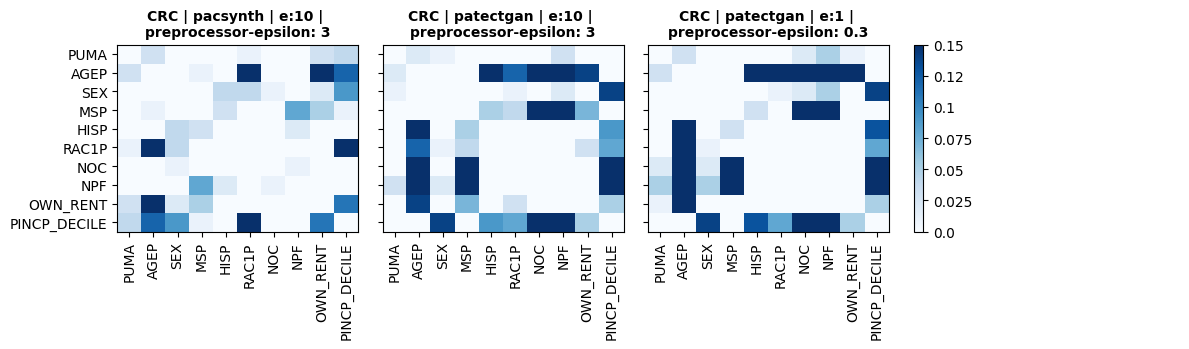 CRC | pacsynth | e:10 |
preprocessor-epsilon: 3
CRC | patectgan | e:10 |
preprocessor-epsilon: 3
CRC | patectgan | e:1 |
preprocessor-epsilon: 0.3
PUMA
AGEP
SEX
MSP
HISP
RAC1P
NOC
NPF
OWN_RENT
PINCP_DECILE
PUMA
AGEP
SEX
MSP
HISP
RAC1P
NOC
NPF
OWN_RENT
PINCP_DECILE
PUMA
AGEP
SEX
MSP
HISP
RAC1P
NOC
NPF
OWN_RENT
PINCP_DECILE
PUMA
AGEP
SEX
MSP
HISP
RAC1P
NOC
NPF
OWN_RENT
PINCP_DECILE
0.15
0.125
0.1
0.075
0.05
0.025
0.0